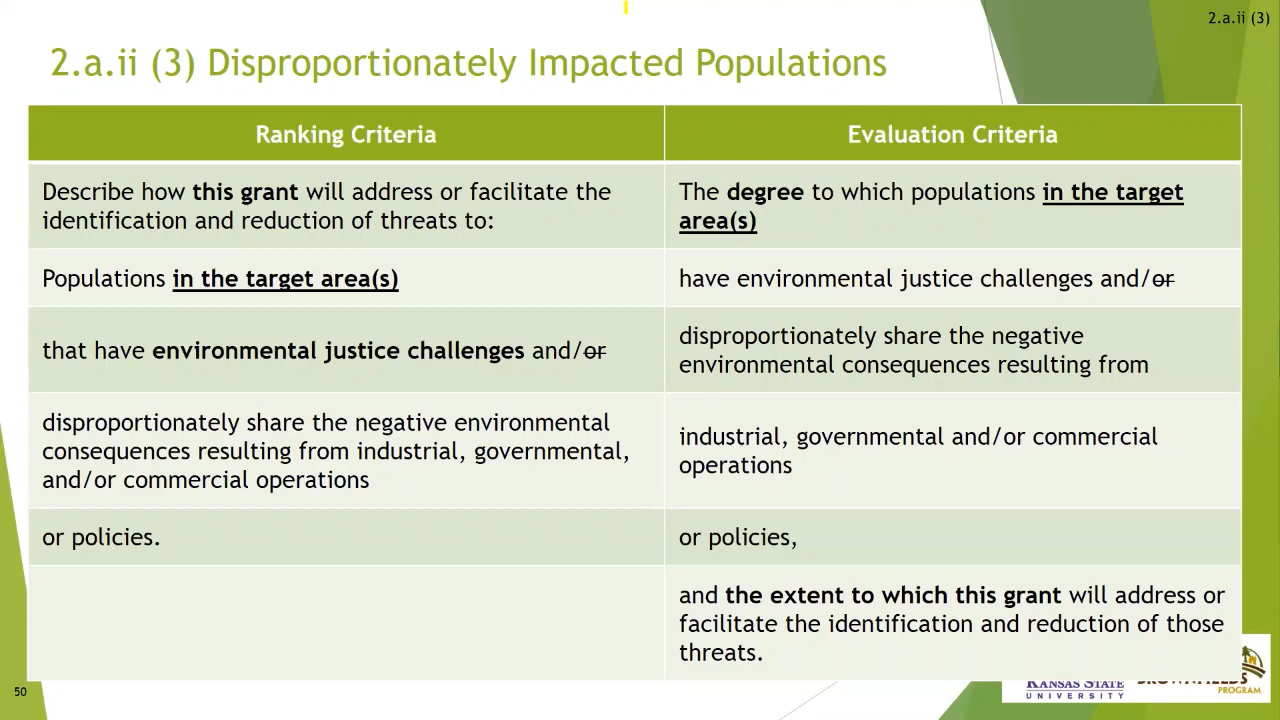 2.a.ii (3)
2.a.ii (3) Disproportionately Impacted Populations
Ranking Criteria
Evaluation Criteria
Describe how this grant will address or facilitate the
identification and reduction of threats to:
The degree to which populations in the target
area(s)
Populations in the target area(s)
have environmental justice challenges and/or
that have environmental justice challenges and/or
disproportionately share the negative
environmental consequences resulting from
disproportionately share the negative environmental
consequences resulting from industrial, governmental,
and/or commercial operations
industrial, governmental and/or commercial
operations
or policies.
or policies,
and the extent to which this grant will address or
facilitate the identification and reduction of those
threats.
50
KANSAS STATE
UNIVERSITY
BROWNFIELDS
PROGRAM